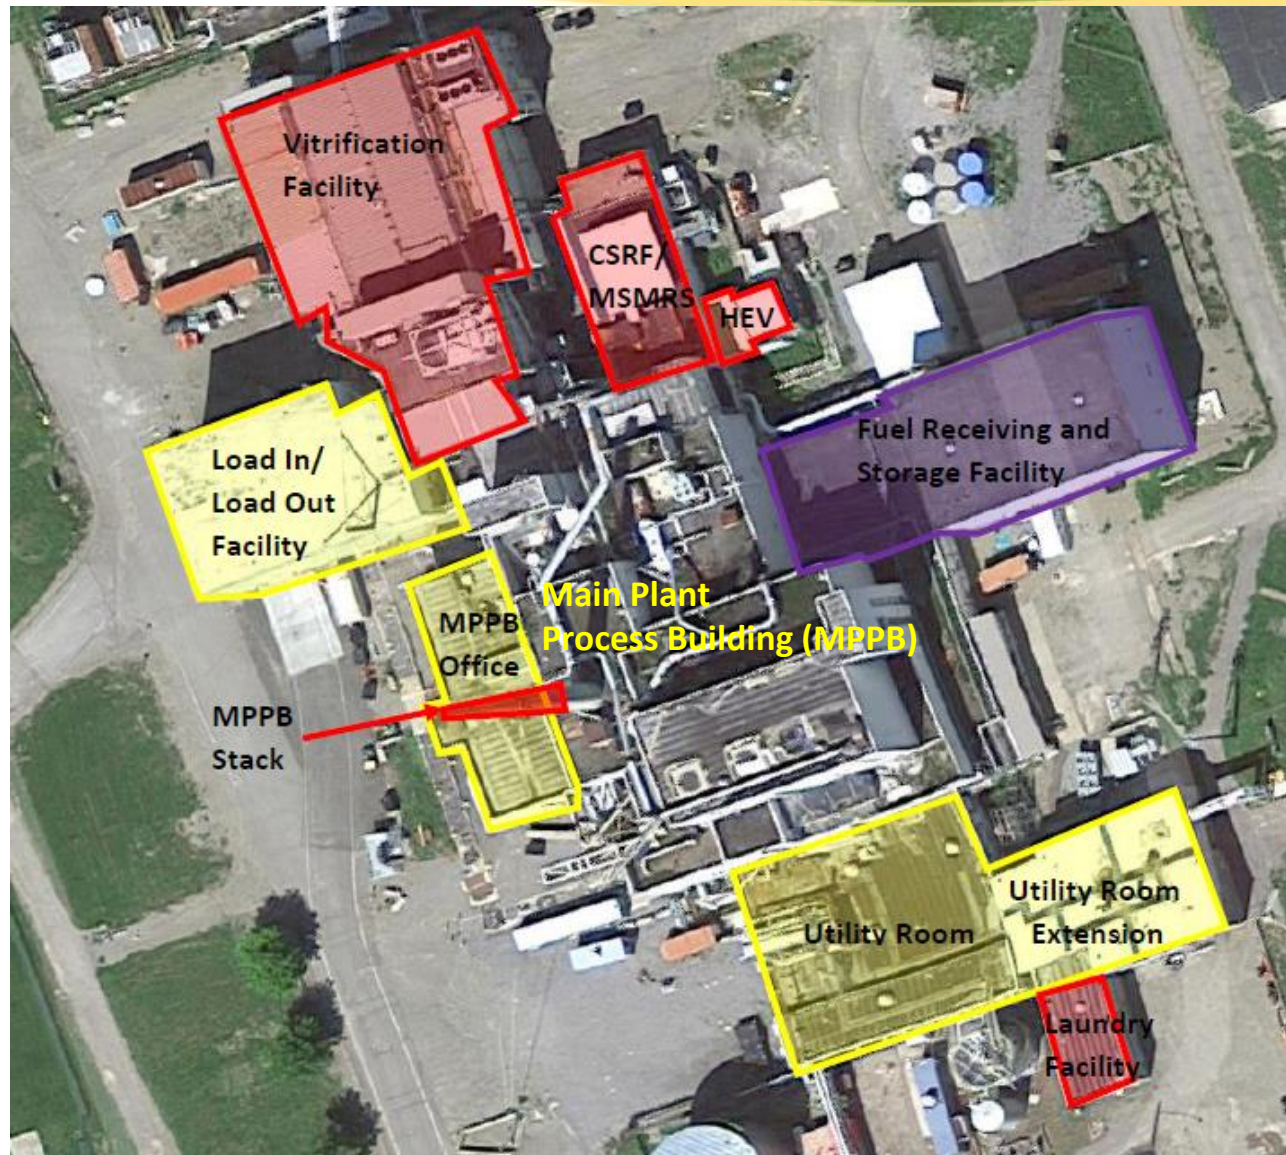 Vitrification
Facility
CSRF/
MSMRS
HEV
Fuel Receiving and
Storage Facility
Load In/
Load Out
Facility
Main Plant
Process Building (MPPB)
MPPB
Office
MPPB
Stack
Utility Room
Extension
Utility Room
Laundry
Facility